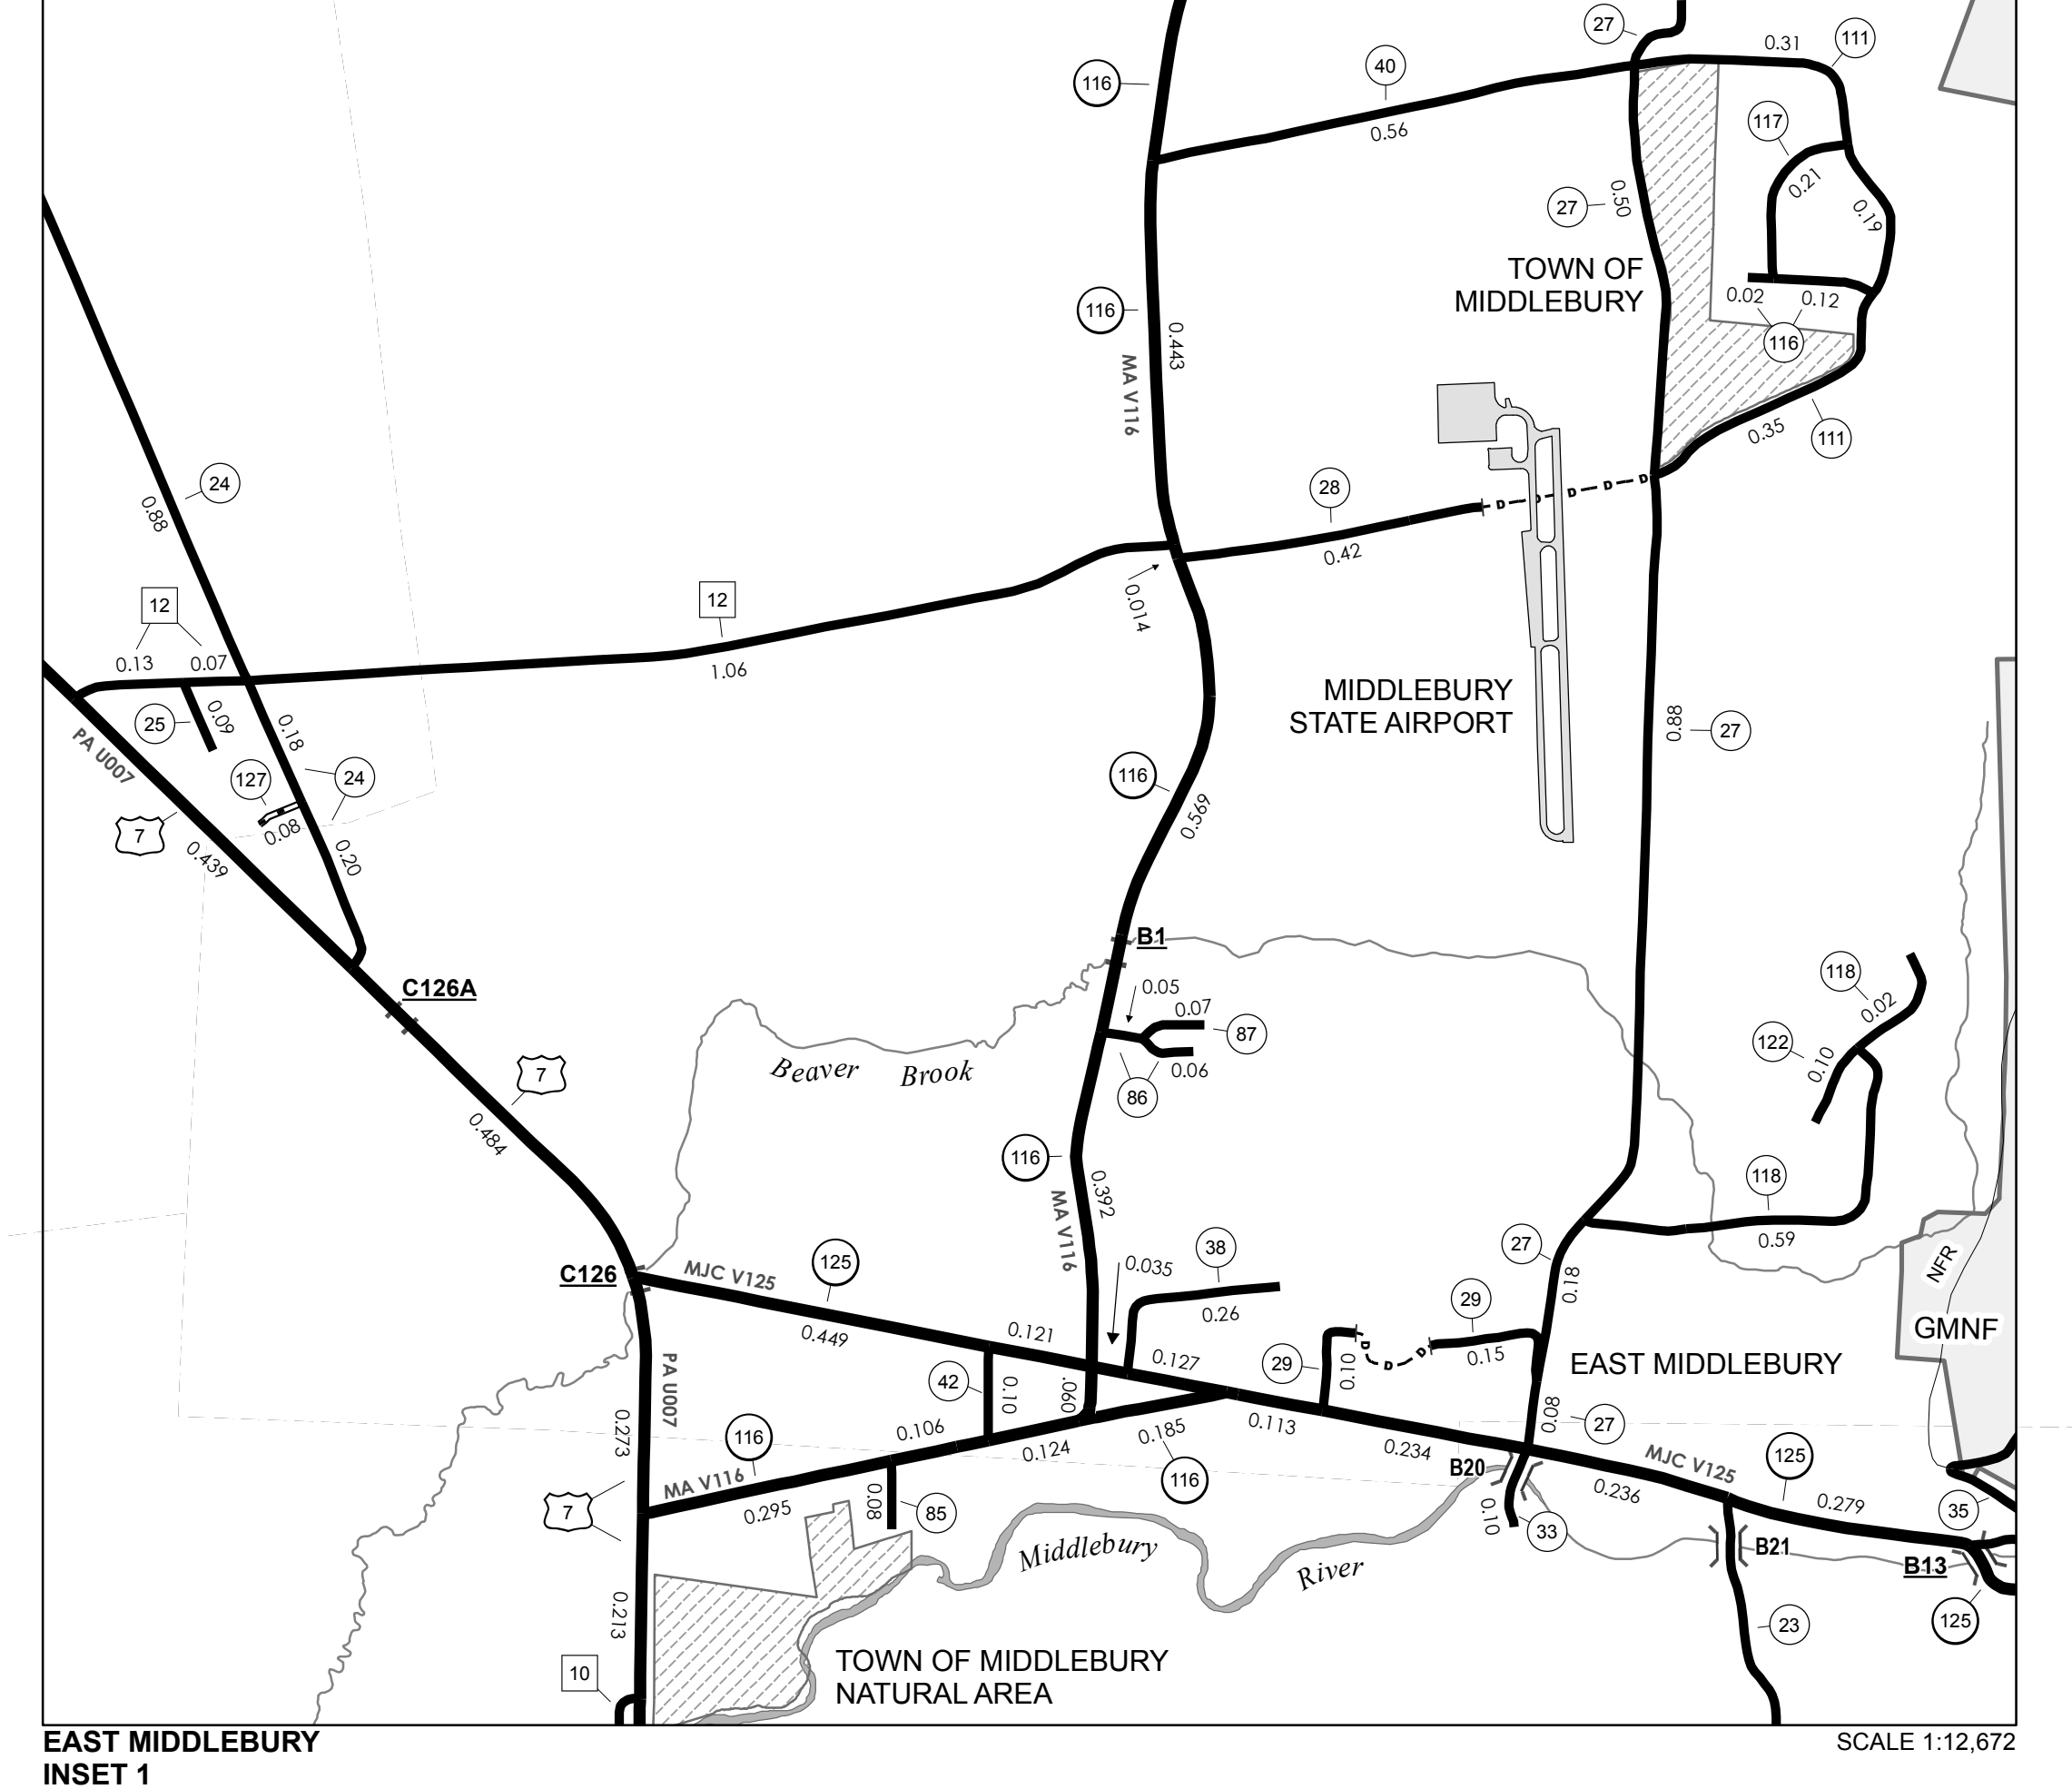 27
0.31
111
40
116
0.56
117
0.21
27
0.50
0.19
TOWN OF
MIDDLEBURY
0.02
0.12
116
116
0.443
MA V116
111
0.35
24
0.88
28
0.42
12
0.13
0.07
12
1.06
0.014
25
0.09
0.18
PA U007
127
24
0.08
7
0.439
0.20
MIDDLEBURY
STATE AIRPORT
0.88
27
116
0.569
B1
C126A
0.05
0.07
87
0.06
86
Beaver Brook
118
0.02
122
0.10
7
0.484
116
0.392
MA V116
118
0.59
27
0.18
NFR
GMNF
C126
MJC V125
125
0.449
0.121
0.035
38
0.26
0.127
29
0.10
D
D
D
29
0.15
EAST MIDDLEBURY
PA U007
0.273
42
0.10
.060
0.106
116
MA V116
0.295
0.124
0.185
116
0.113
0.234
0.08
27
B20
MJC V125
125
0.236
0.279
35
7
0.08
85
0.10
33
B21
B13
125
Middlebury River
0.213
10
23
TOWN OF MIDDLEBURY
NATURAL AREA
D
D
D
D
D
EAST MIDDLEBURY
INSET 1
SCALE 1:12,672